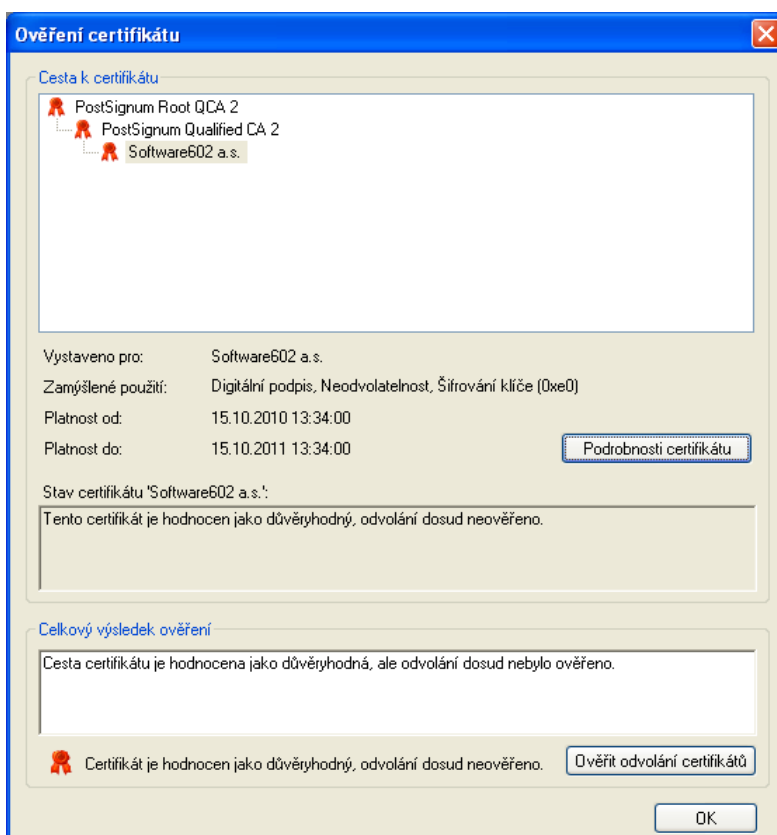 Ověření certifikátu
Cesta k certifikátu
PostSignum Root QCA 2
PostSignum Qualified CA 2
Software602 a.s.
Vystaveno pro: Software602 a.s.
Zamýšlené použití: Digitální podpis, Neodvolatelnost, Šifrování klíče (0xe0)
Platnost od: 15.10.2010 13:34:00
Platnost do: 15.10.2011 13:34:00
Podrobnosti certifikátu
Stav certifikátu 'Software602 a.s.':
Tento certifikát je hodnocen jako důvěryhodný, odvolání dosud neověřeno.
Celkový výsledek ověření
Cesta certifikátu je hodnocena jako důvěryhodná, ale odvolání dosud nebylo ověřeno.
Certifikát je hodnocen jako důvěryhodný, odvolání dosud neověřeno.
Ověřit odvolání certifikátů
OK